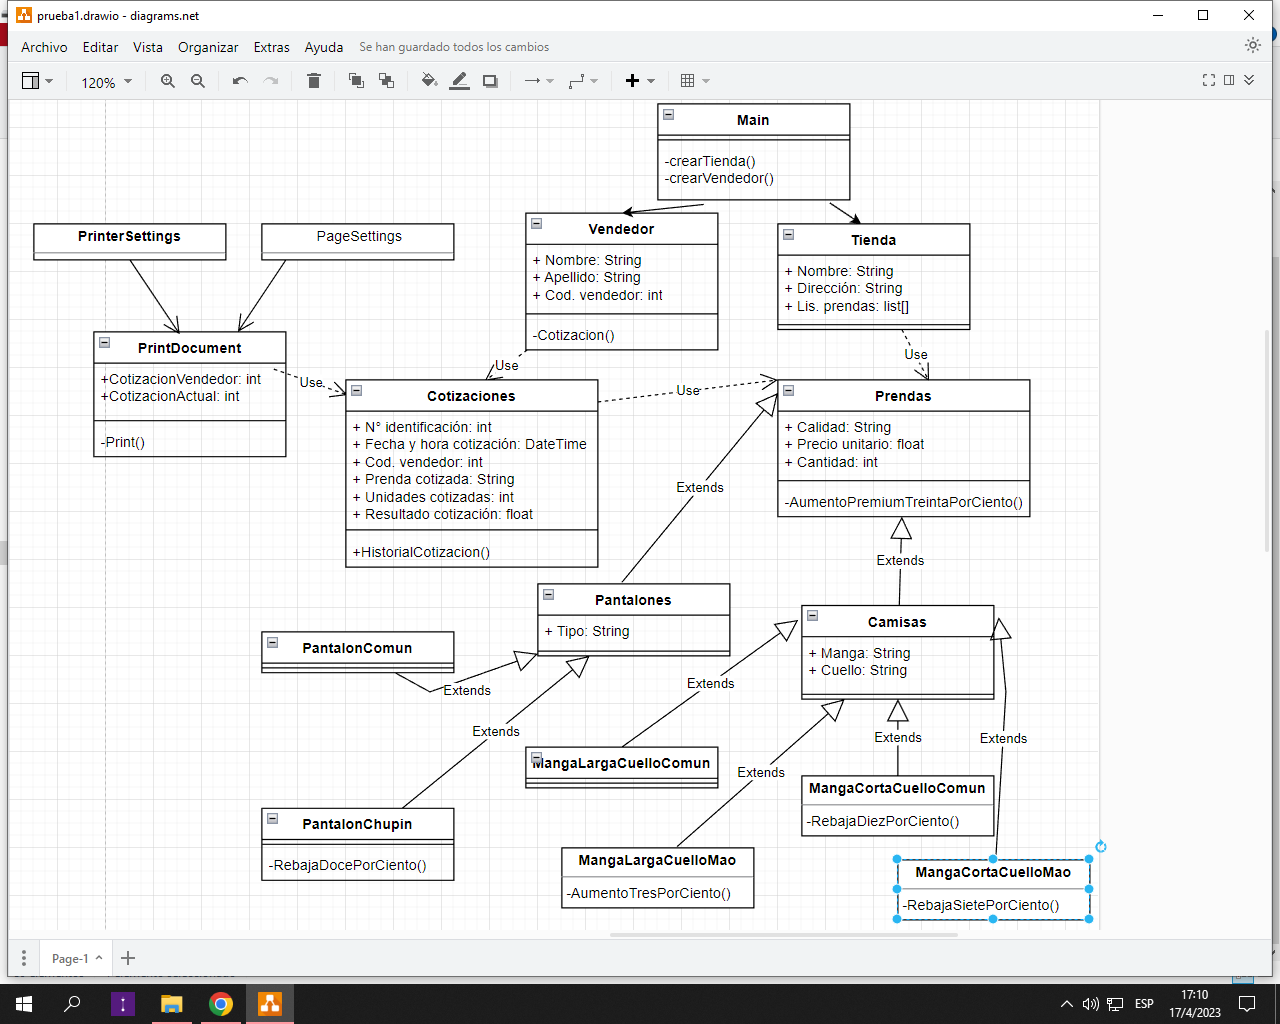 prueba1.drawio - diagrams.net
Archivo Editar Vista Organizar Extras Ayuda Se han guardado todos los cambios
120%
Main
-crearTienda()
-crearVendedor()
PrinterSettings
PageSettings
Vendedor
+ Nombre: String
+ Apellido: String
+ Cod. vendedor: int
-Cotizacion()
Tienda
+ Nombre: String
+ Dirección: String
+ Lis. prendas: list[]
PrintDocument
+CotizacionVendedor: int
+CotizacionActual: int
-Print()
Use
Use
Use
Use
Cotizaciones
+ N° identificación: int
+ Fecha y hora cotización: DateTime
+ Cod. vendedor: int
+ Prenda cotizada: String
+ Unidades cotizadas: int
+ Resultado cotización: float
+HistorialCotizacion()
Prendas
+ Calidad: String
+ Precio unitario: float
+ Cantidad: int
-AumentoPremiumTreintaPorCiento()
Extends
Extends
Pantalones
+ Tipo: String
Camisas
+ Manga: String
+ Cuello: String
PantalonComun
Extends
Extends
Extends
Extends
Extends
Extends
MangaLargaCuelloComun
MangaCortaCuelloComun
-RebajaDiezPorCiento()
PantalonChupin
-RebajaDocePorCiento()
MangaLargaCuelloMao
-AumentoTresPorCiento()
MangaCortaCuelloMao
-RebajaSietePorCiento()
Page-1
ESP
17:10
17/4/2023